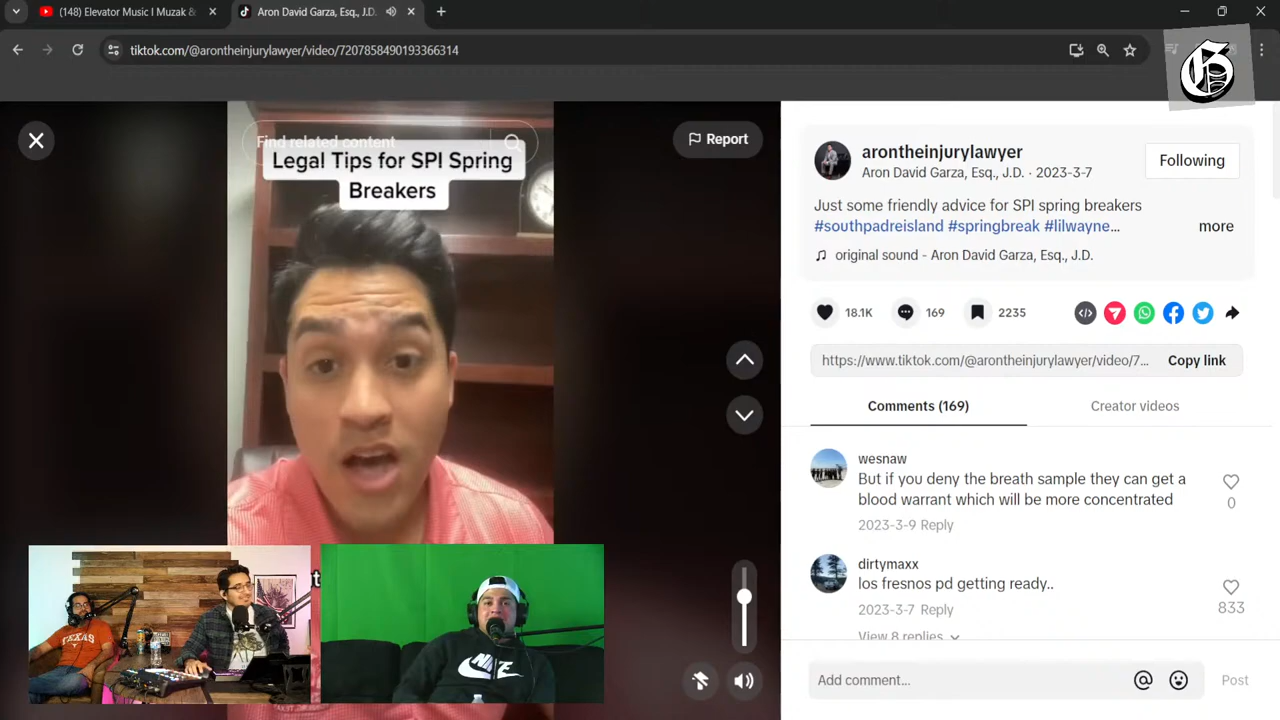 (148) Elevator Music I Muzak &
Aron David Garza, Esq., J.D.
tiktok.com/@arontheinjurylawyer/video/7207858490193366314
Find related content
Report
Legal Tips for SPI Spring
Breakers
arontheinjurylawyer
Aron David Garza, Esq., J.D. · 2023-3-7
Following
Just some friendly advice for SPI spring breakers
#southpadreisland #springbreak #lilwayne...
more
original sound - Aron David Garza, Esq., J.D.
18.1K
169
2235
https://www.tiktok.com/@arontheinjurylawyer/video/7...
Copy link
Comments (169)
Creator videos
wesnaw
But if you deny the breath sample they can get a
blood warrant which will be more concentrated
0
2023-3-9 Reply
dirtymaxx
los fresnos pd getting ready..
833
2023-3-7 Reply
View 8 replies
Add comment...
Post
TEXAS
NIKE